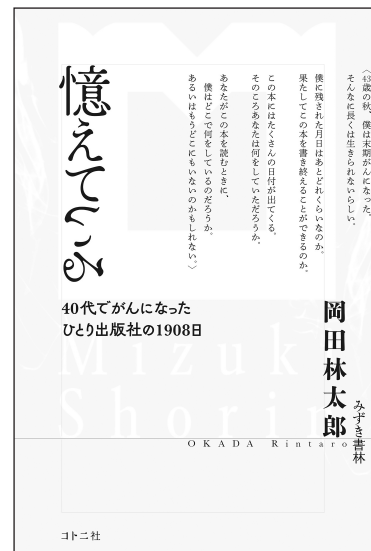 〈43歳の秋、僕は末期がんになった。
そんなに長くは生きられないらしい。
僕に残された月日はあとどれくらいなのか。
果たしてこの本を書き終えることができるのか。
この本にはたくさんの日付が出てくる。
そのころあなたは何をしていただろうか。
あなたがこの本を読むときに、
僕はどこで何をしているのだろうか。
あるいはもうどこにもいないのかもしれない。〉
憶えている
40代でがんになった
ひとり出版社の1908日
岡田林太郎
みずき書林
Mizuki
Shorin
OKADA Rintaro
コトニ社